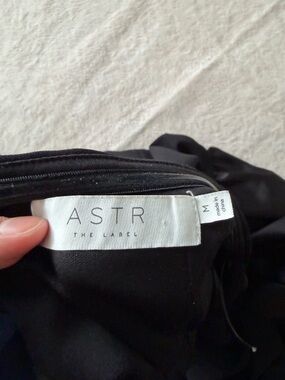 ASTR
THE LABEL
M
made in
china